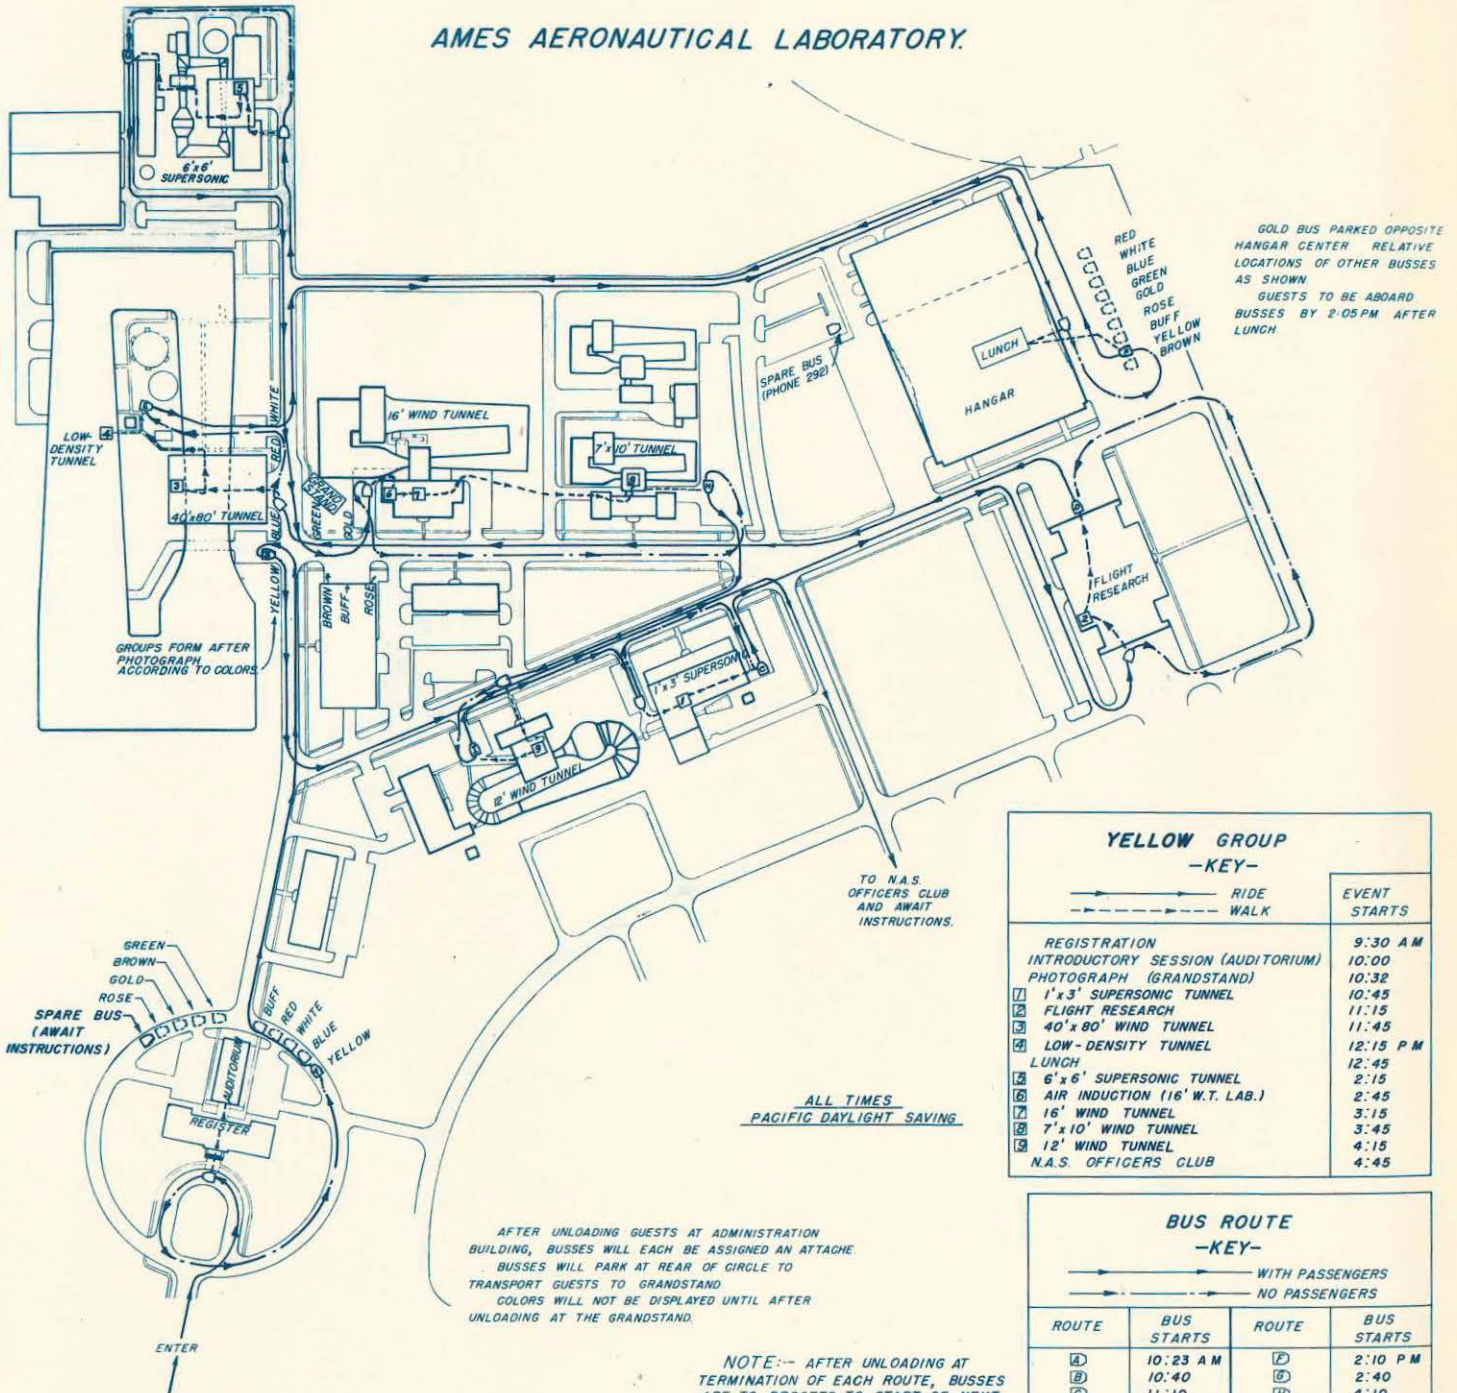 AMES AERONAUTICAL LABORATORY.
5
6'x6'
SUPERSONIC
GOLD BUS PARKED OPPOSITE
HANGAR CENTER RELATIVE
LOCATIONS OF OTHER BUSSES
AS SHOWN
GUESTS TO BE ABOARD
BUSSES BY 2:05 PM AFTER
LUNCH
RED
WHITE
BLUE
GREEN
GOLD
ROSE
BUFF
YELLOW
BROWN
LUNCH
HANGAR
SPARE BUS
(PHONE 292)
16' WIND TUNNEL
7'x10' TUNNEL
WHITE
RED
BLUE
YELLOW
LOW-
DENSITY
TUNNEL
4
3
40'x80' TUNNEL
GRAND
STAND
GREEN
GOLD
6
7
8
BROWN
BUFF
ROSE
FLIGHT
RESEARCH
2
GROUPS FORM AFTER
PHOTOGRAPH
ACCORDING TO COLORS.
1'x3' SUPERSONIC
1
9
12' WIND TUNNEL
TO N.A.S.
OFFICERS CLUB
AND AWAIT
INSTRUCTIONS.
GREEN
BROWN
GOLD
ROSE
SPARE BUS
(AWAIT
INSTRUCTIONS)
BUFF
RED
WHITE
BLUE
YELLOW
AUDITORIUM
REGISTER
ENTER
ALL TIMES
PACIFIC DAYLIGHT SAVING
AFTER UNLOADING GUESTS AT ADMINISTRATION
BUILDING, BUSSES WILL EACH BE ASSIGNED AN ATTACHE
BUSSES WILL PARK AT REAR OF CIRCLE TO
TRANSPORT GUESTS TO GRANDSTAND
COLORS WILL NOT BE DISPLAYED UNTIL AFTER
UNLOADING AT THE GRANDSTAND.
NOTE:- AFTER UNLOADING AT
TERMINATION OF EACH ROUTE, BUSSES
ARE TO PROCEED TO START OF NEXT
YELLOW GROUP
-KEY-
RIDE
WALK
EVENT
STARTS
REGISTRATION 9:30 AM
INTRODUCTORY SESSION (AUDITORIUM) 10:00
PHOTOGRAPH (GRANDSTAND) 10:32
1 1'x3' SUPERSONIC TUNNEL 10:45
2 FLIGHT RESEARCH 11:15
3 40'x80' WIND TUNNEL 11:45
4 LOW-DENSITY TUNNEL 12:15 PM
LUNCH 12:45
5 6'x6' SUPERSONIC TUNNEL 2:15
6 AIR INDUCTION (16' W.T. LAB.) 2:45
7 16' WIND TUNNEL 3:15
8 7'x10' WIND TUNNEL 3:45
9 12' WIND TUNNEL 4:15
N.A.S. OFFICERS CLUB 4:45
BUS ROUTE
-KEY-
WITH PASSENGERS
NO PASSENGERS
ROUTE BUS STARTS ROUTE BUS STARTS
A 10:23 AM F 2:10 PM
B 10:40 G 2:40